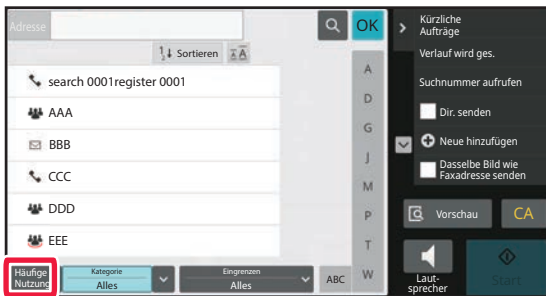 Adresse
OK
Sortieren
search 0001register 0001
AAA
BBB
CCC
DDD
EEE
A
D
G
J
M
P
T
W
Häufige
Nutzung
Kategorie
Alles
Eingrenzen
Alles
ABC
Kürzliche
Aufträge
Verlauf wird ges.
Suchnummer aufrufen
Dir. senden
Neue hinzufügen
Dasselbe Bild wie
Faxadresse senden
Vorschau
CA
Laut-
sprecher
Start